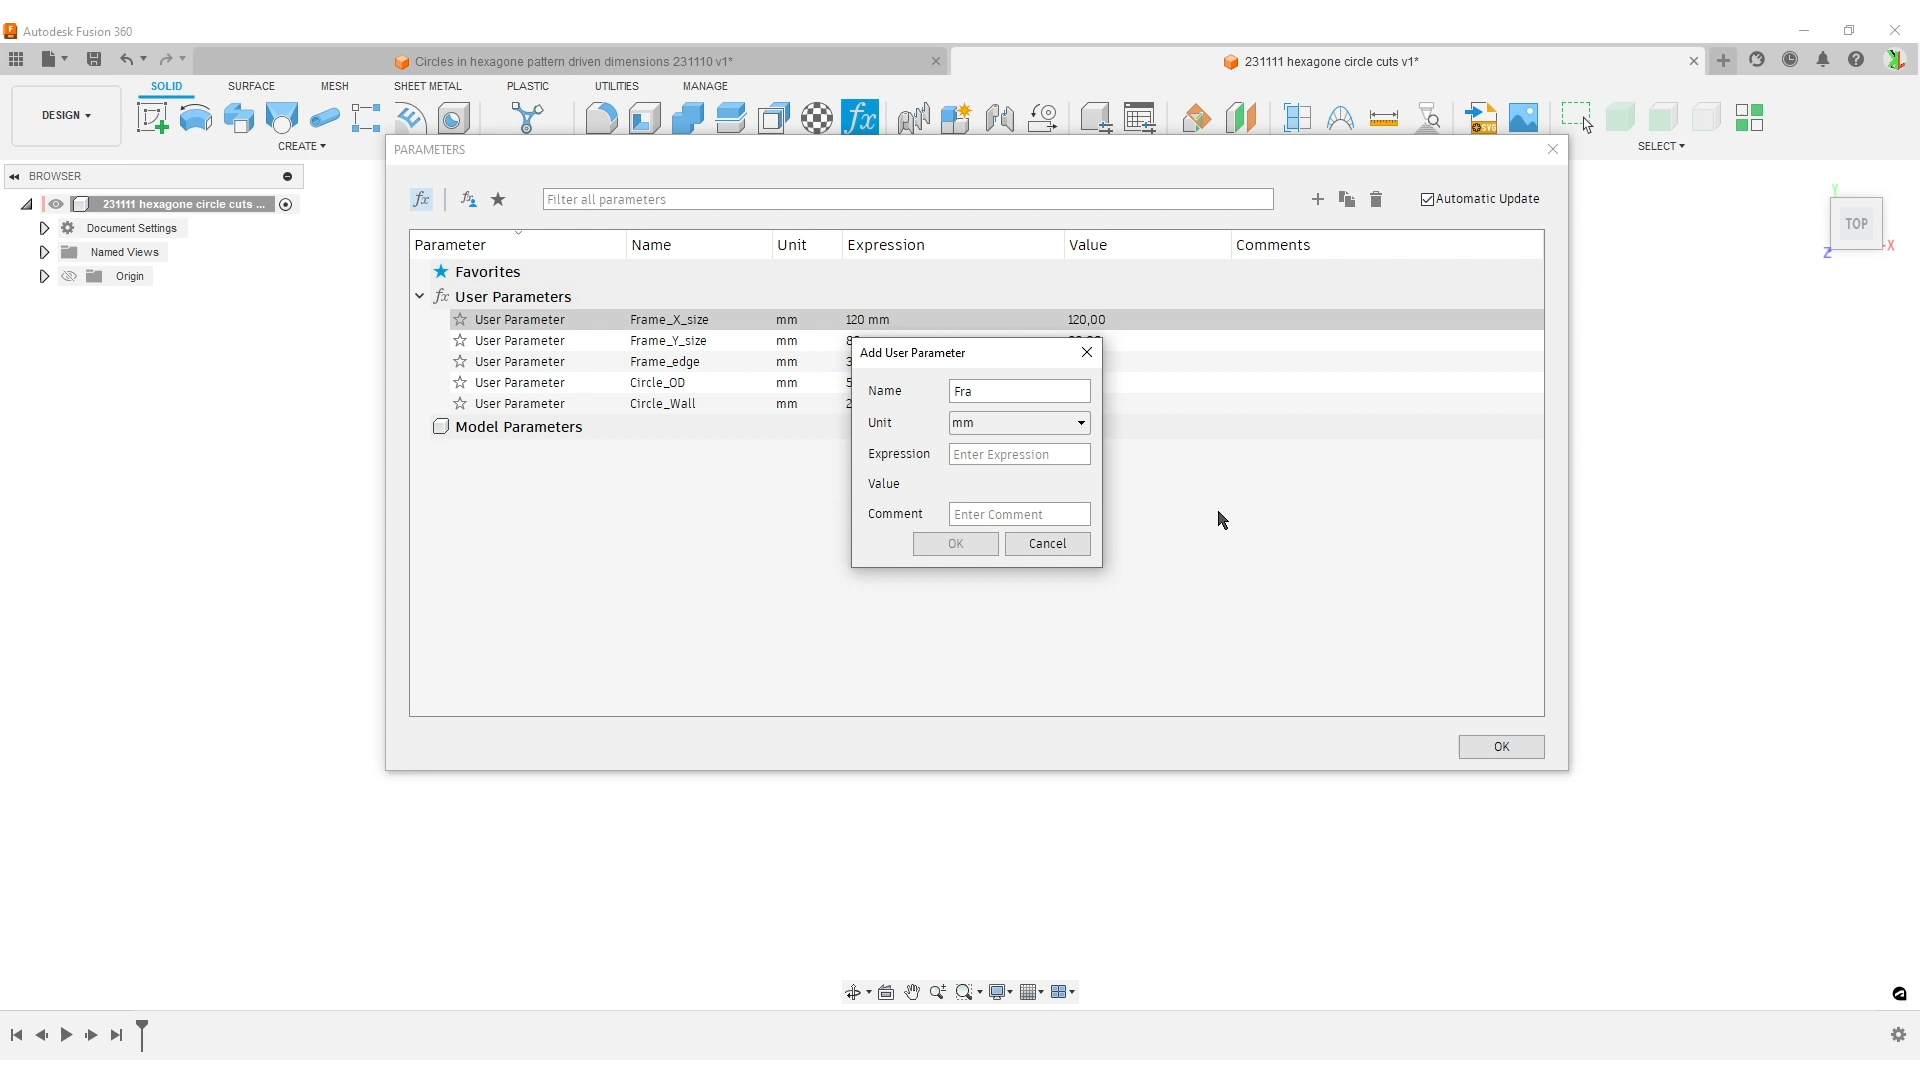 Autodesk Fusion 360
Circles in hexagone pattern driven dimensions 231110 v1*
231111 hexagone circle cuts v1*
SOLID
SURFACE
MESH
SHEET METAL
PLASTIC
UTILITIES
MANAGE
DESIGN
SVG
CREATE
SELECT
PARAMETERS
BROWSER
231111 hexagone circle cuts ...
Document Settings
Named Views
Origin
fx
Filter all parameters
Automatic Update
Parameter Name Unit Expression Value Comments
Favorites
fx User Parameters
User Parameter Frame_X_size mm 120 mm 120,00
User Parameter Frame_Y_size mm
User Parameter Frame_edge mm
User Parameter Circle_OD mm
User Parameter Circle_Wall mm
Model Parameters
Add User Parameter
Name Fra
Unit mm
Expression Enter Expression
Value
Comment Enter Comment
OK Cancel
OK
Y
TOP
X
Z